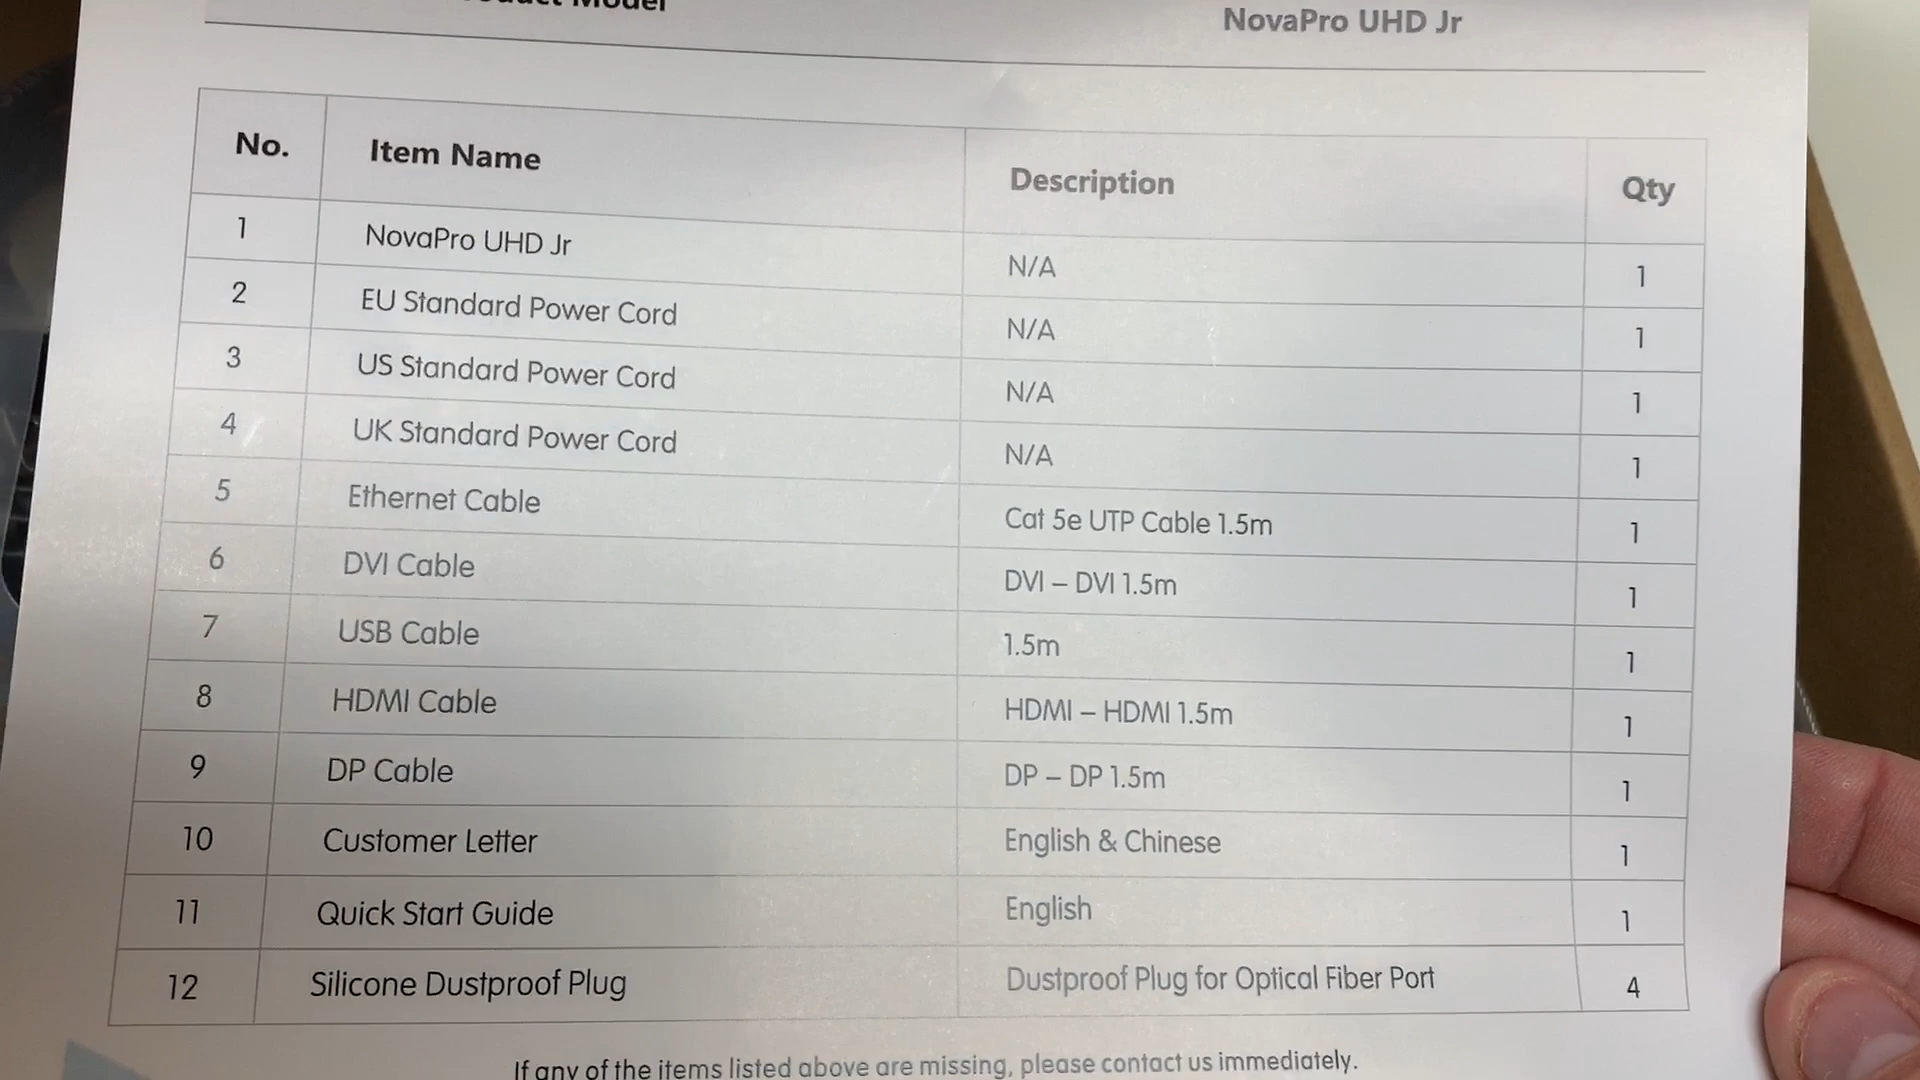 Product Model NovaPro UHD Jr
No. Item Name Description Qty
1 NovaPro UHD Jr N/A 1
2 EU Standard Power Cord N/A 1
3 US Standard Power Cord N/A 1
4 UK Standard Power Cord N/A 1
5 Ethernet Cable Cat 5e UTP Cable 1.5m 1
6 DVI Cable DVI – DVI 1.5m 1
7 USB Cable 1.5m 1
8 HDMI Cable HDMI – HDMI 1.5m 1
9 DP Cable DP – DP 1.5m 1
10 Customer Letter English & Chinese 1
11 Quick Start Guide English 1
12 Silicone Dustproof Plug Dustproof Plug for Optical Fiber Port 4
If any of the items listed above are missing, please contact us immediately.